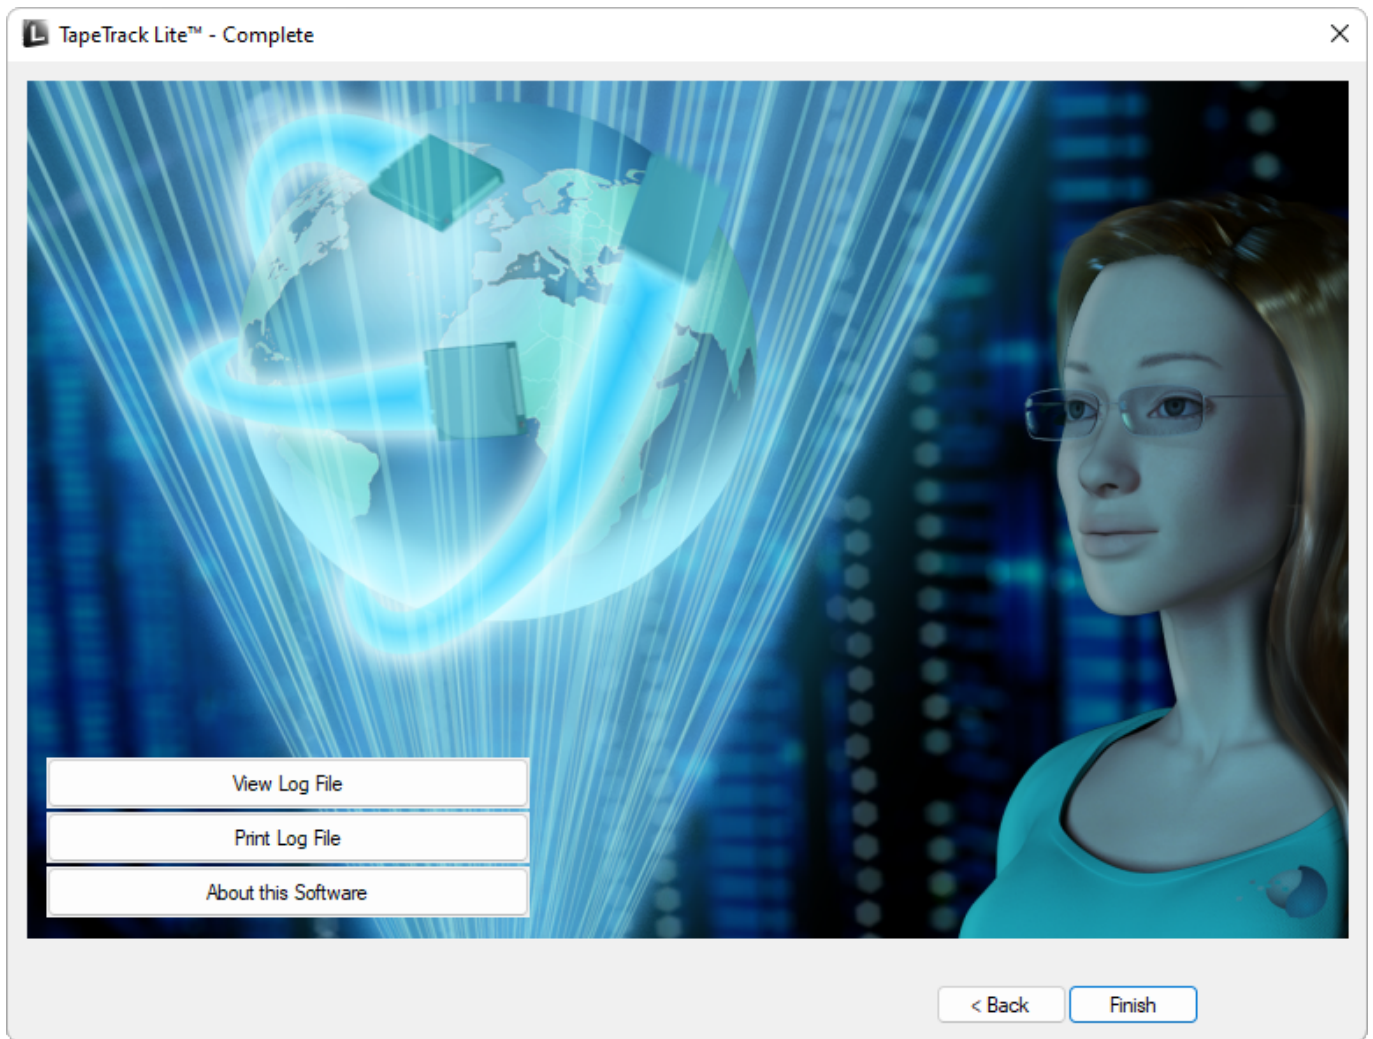 TapeTrack Lite™ - Complete
View Log File
Print Log File
About this Software
< Back
Finish